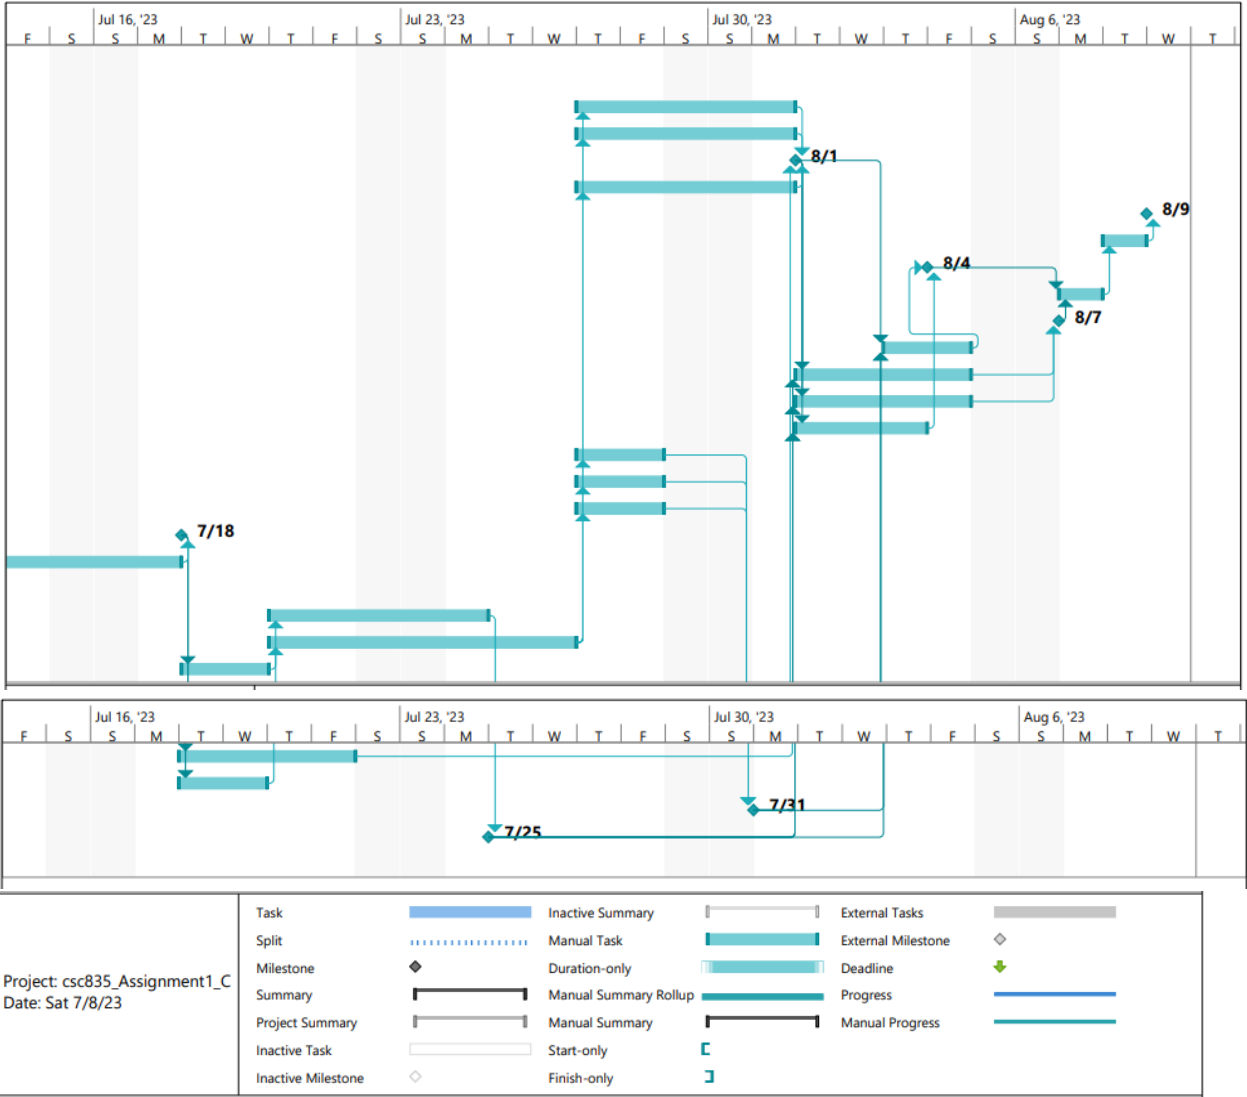 Jul 16, '23 Jul 23, '23 Jul 30, '23 Aug 6, '23
F S S M T W T F S S M T W T F S S M T W T F S S M T W T
8/1
8/9
8/4
8/7
7/18
Jul 16, '23 Jul 23, '23 Jul 30, '23 Aug 6, '23
F S S M T W T F S S M T W T F S S M T W T F S S M T W T
7/31
7/25
Project: csc835_Assignment1_C
Date: Sat 7/8/23
Task
Split
Milestone
Summary
Project Summary
Inactive Task
Inactive Milestone
Inactive Summary
Manual Task
Duration-only
Manual Summary Rollup
Manual Summary
Start-only
Finish-only
External Tasks
External Milestone
Deadline
Progress
Manual Progress